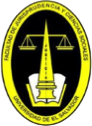 FACULTAD DE JURISPRUDENCIA Y CIENCIAS SOCIALES
UNIVERSIDAD DE EL SALVADOR